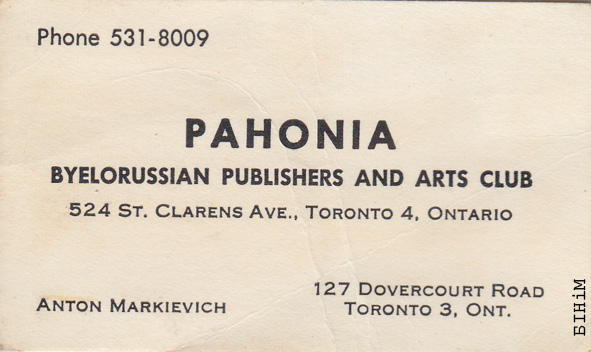 Phone 531-8009
PAHONIA
BYELORUSSIAN PUBLISHERS AND ARTS CLUB
524 ST. CLARENS AVE., TORONTO 4, ONTARIO
ANTON MARKIEVICH
127 DOVERCOURT ROAD
TORONTO 3, ONT.
БІНіМ